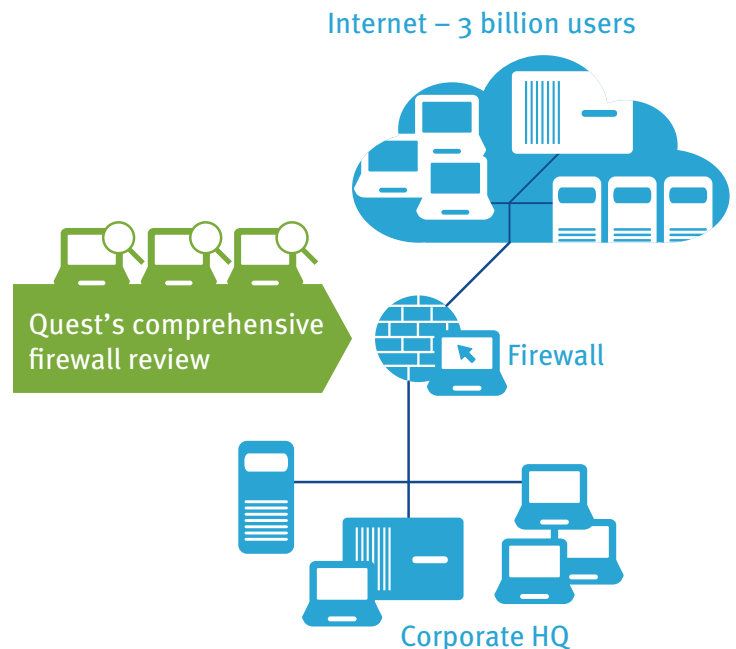 Internet – 3 billion users
Quest’s comprehensive
firewall review
Firewall
Corporate HQ